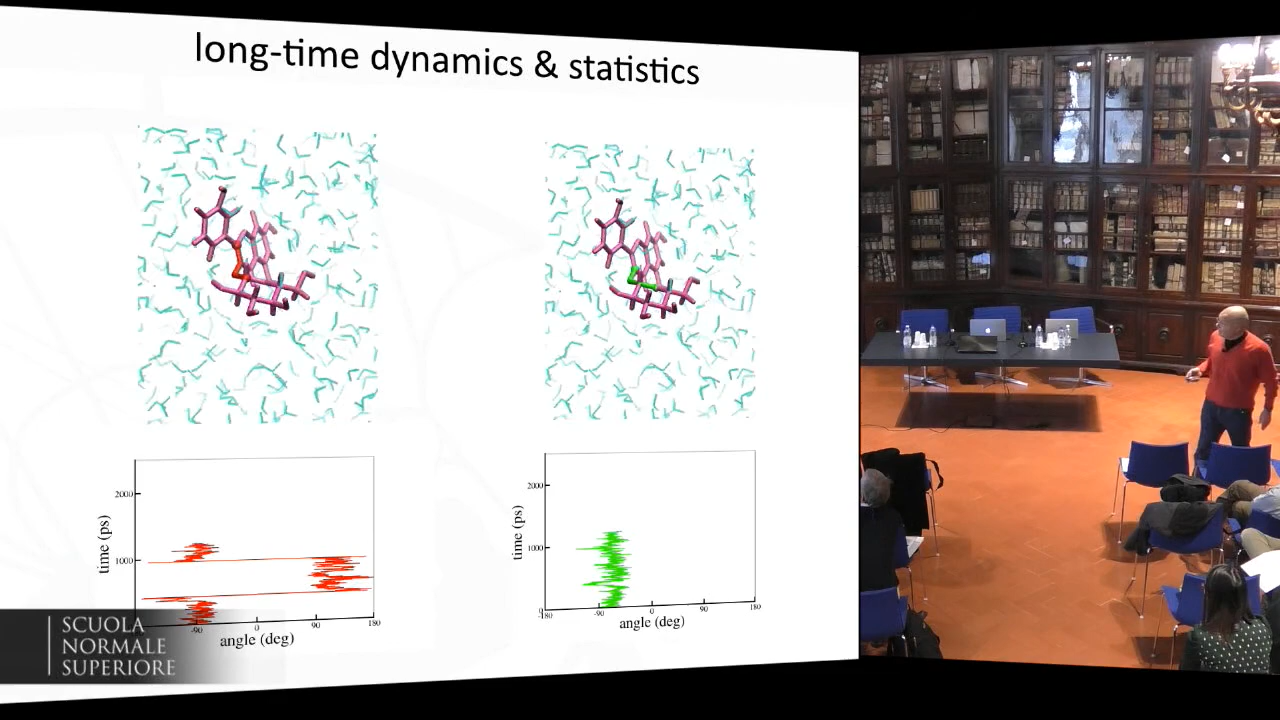 long-time dynamics & statistics
2000
1000
time (ps)
-90
0
90
180
angle (deg)
2000
1000
0
time (ps)
-180
-90
0
90
180
angle (deg)
SCUOLA
NORMALE
SUPERIORE